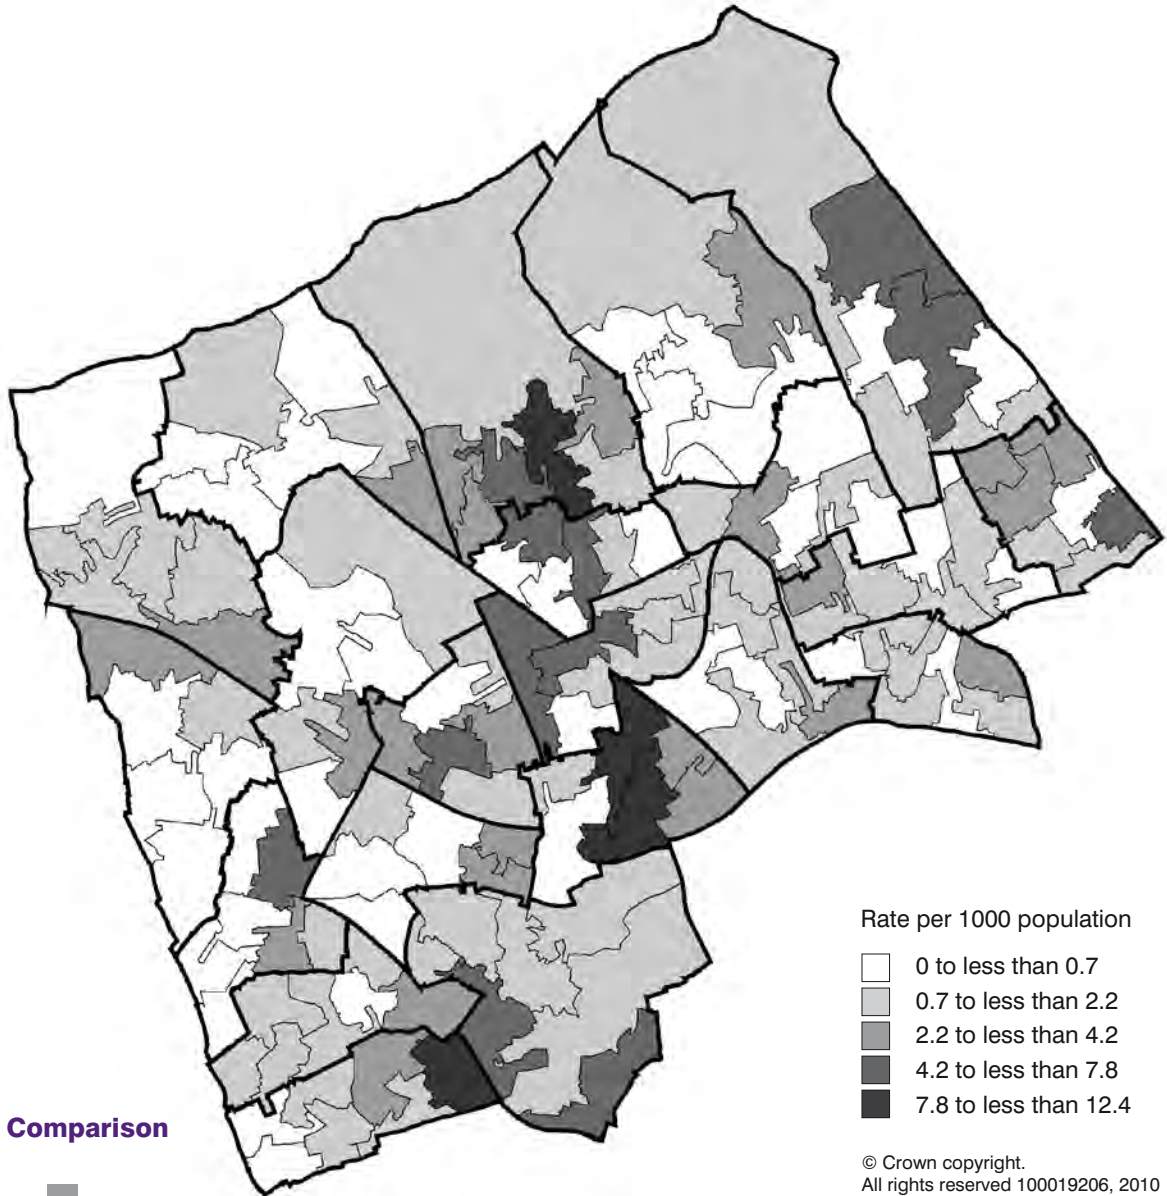 Rate per 1000 population
0 to less than 0.7
0.7 to less than 2.2
2.2 to less than 4.2
4.2 to less than 7.8
7.8 to less than 12.4
Comparison
© Crown copyright.
All rights reserved 100019206, 2010